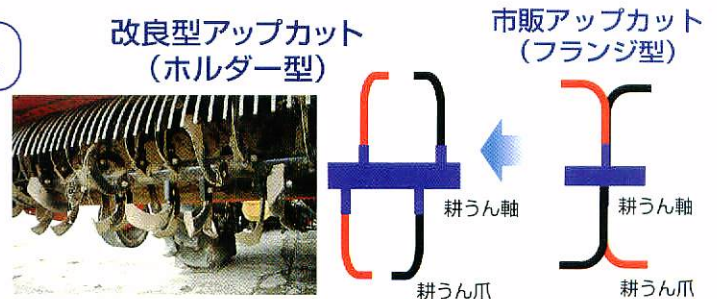 改良型アップカット
（ホルダー型）
市販アップカット
（フランジ型）
耕うん軸
耕うん爪
耕うん軸
耕うん爪